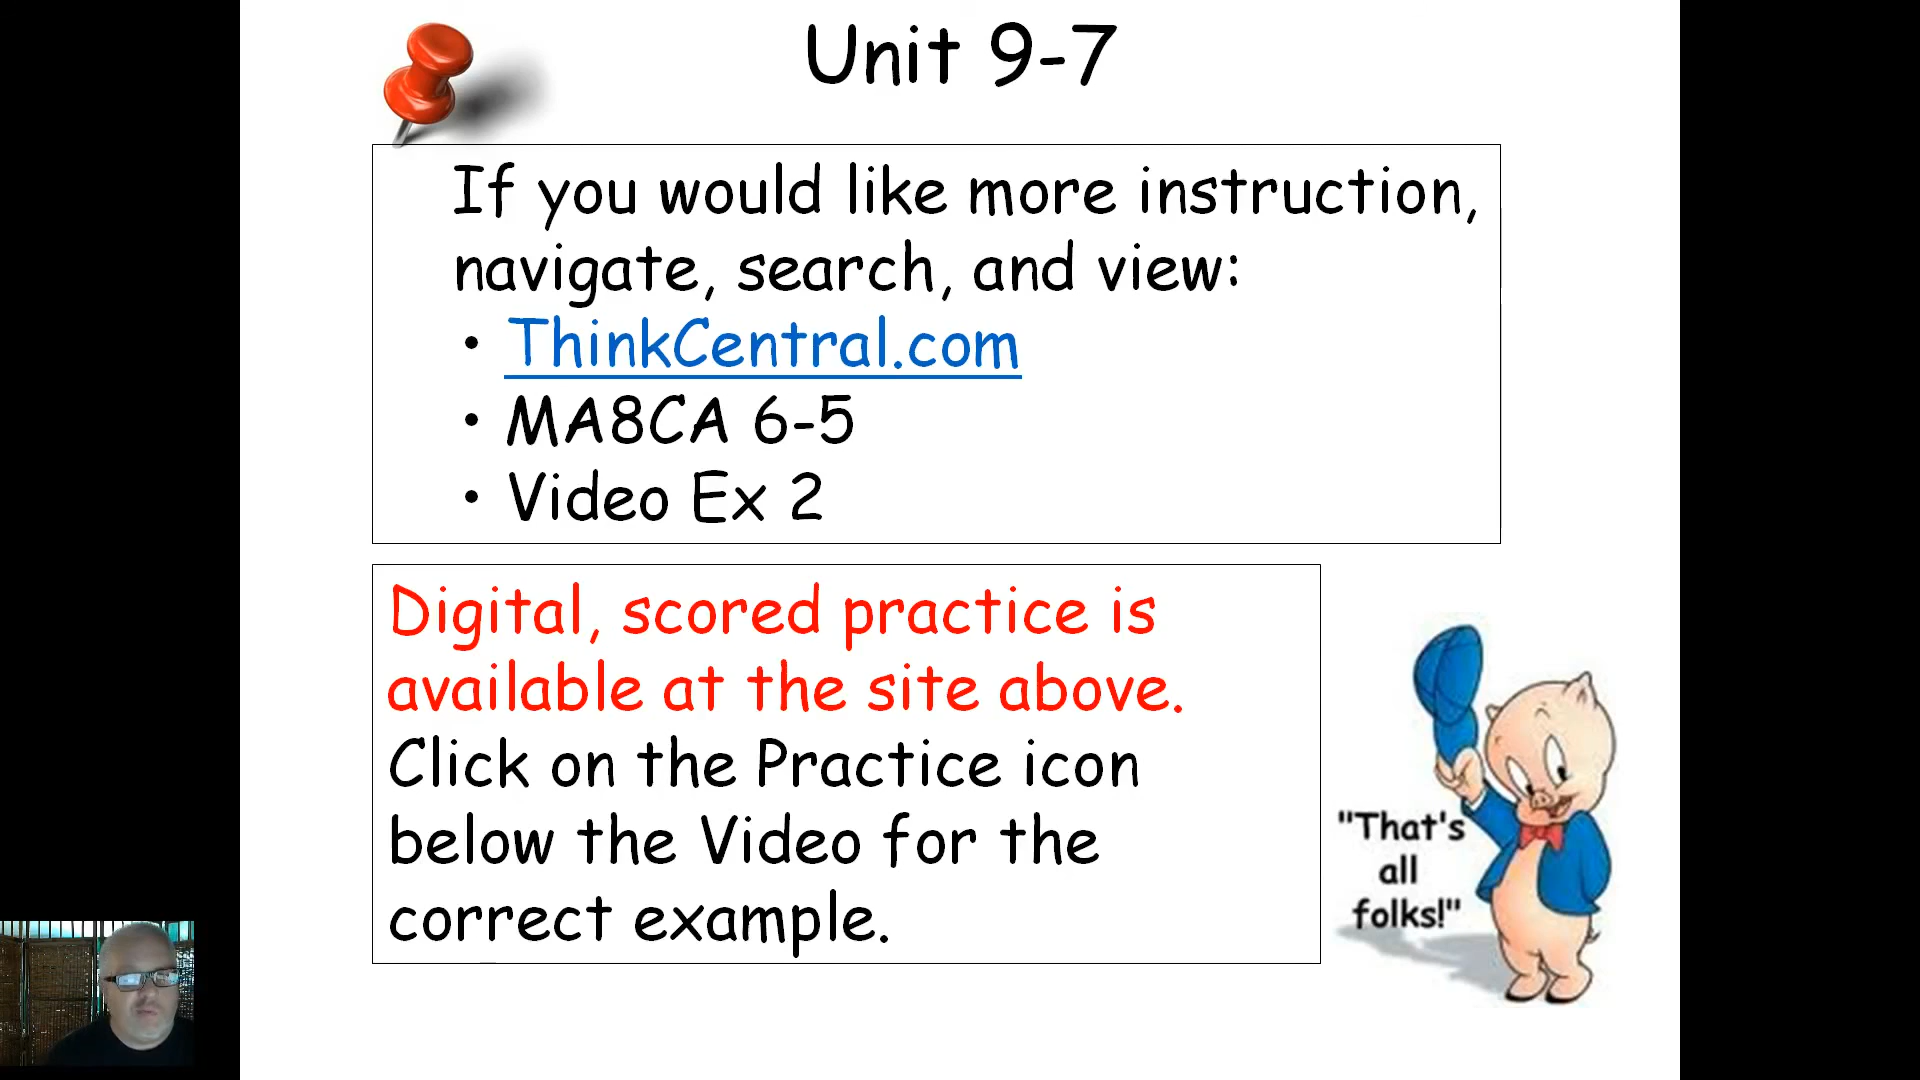 Unit 9-7
If you would like more instruction,
navigate, search, and view:
• ThinkCentral.com
• MA8CA 6-5
• Video Ex 2
Digital, scored practice is
available at the site above.
Click on the Practice icon
below the Video for the
correct example.
"That's
all
folks!"